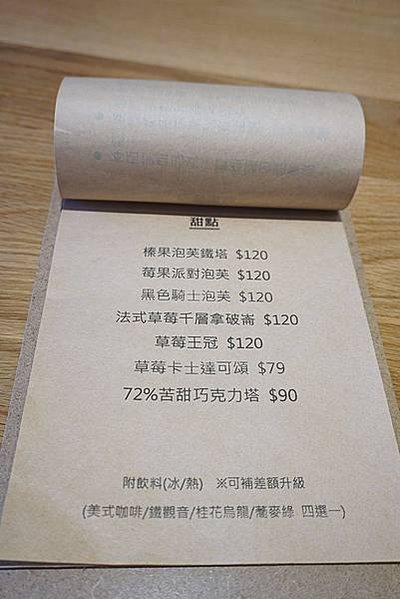 甜點
榛果泡芙鐵塔 $120
莓果派對泡芙 $120
黑色騎士泡芙 $120
法式草莓千層拿破崙 $120
草莓王冠 $120
草莓卡士達可頌 $79
72%苦甜巧克力塔 $90
附飲料(冰/熱) ※可補差額升級
(美式咖啡/鐵觀音/桂花烏龍/蕎麥綠 四選一)